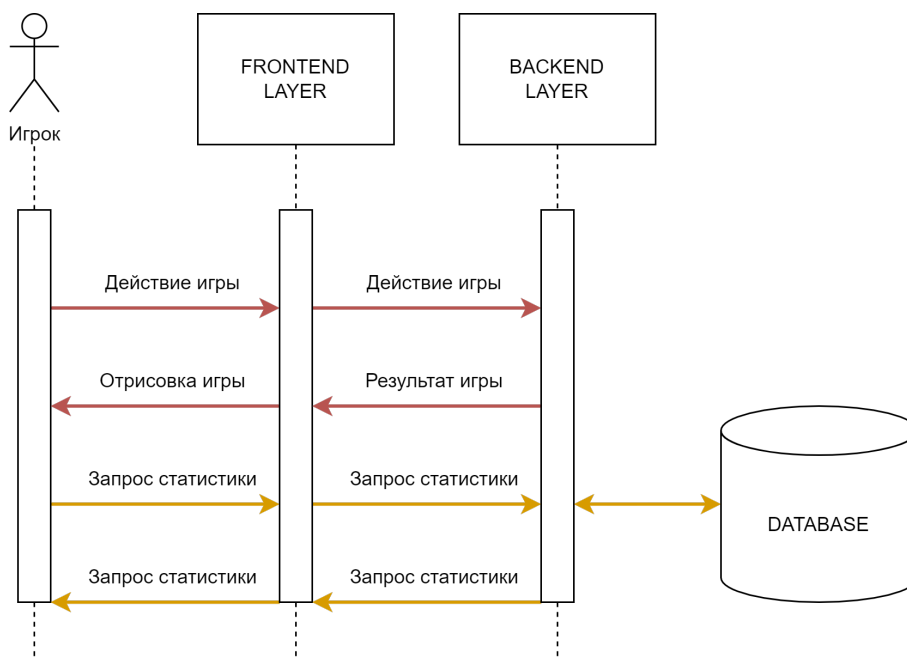 Игрок
FRONTEND
LAYER
BACKEND
LAYER
Действие игры
Действие игры
Отрисовка игры
Результат игры
Запрос статистики
Запрос статистики
DATABASE
Запрос статистики
Запрос статистики